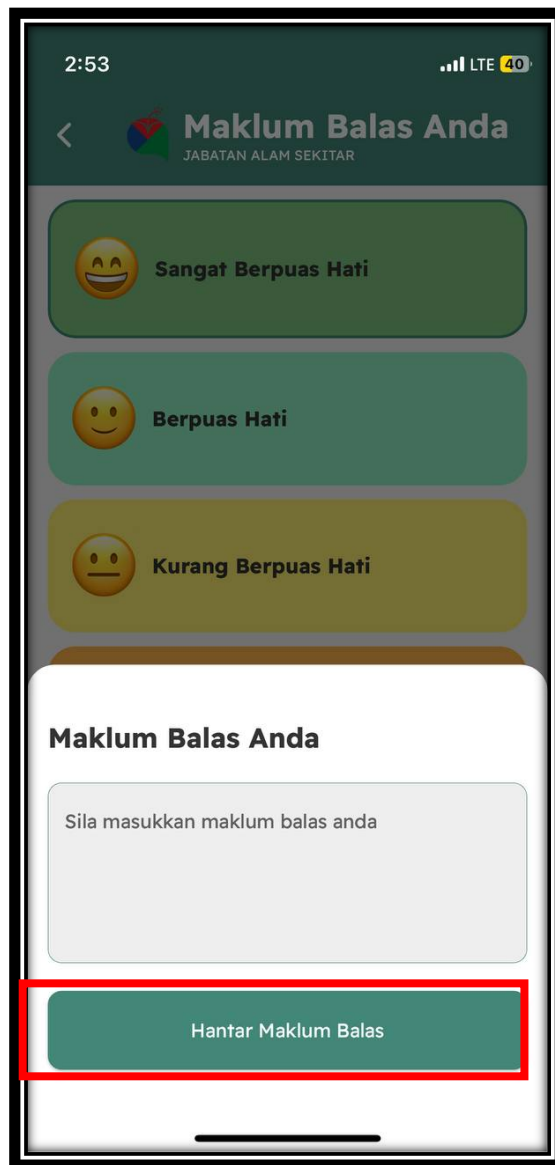 2:53
LTE 40
Maklum Balas Anda
JABATAN ALAM SEKITAR
Sangat Berpuas Hati
Berpuas Hati
Kurang Berpuas Hati
Maklum Balas Anda
Sila masukkan maklum balas anda
Hantar Maklum Balas